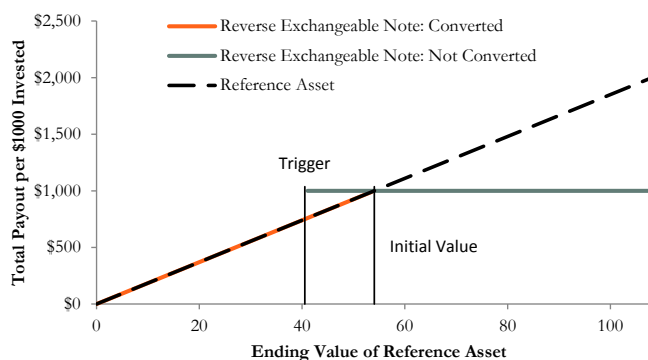 $2,500
Reverse Exchangeable Note: Converted
Reverse Exchangeable Note: Not Converted
$2,000
Reference Asset
$1,500
Trigger
$1,000
$500
Initial Value
$0
0 20 40 60 80 100
Total Payout per $1000 Invested
Ending Value of Reference Asset